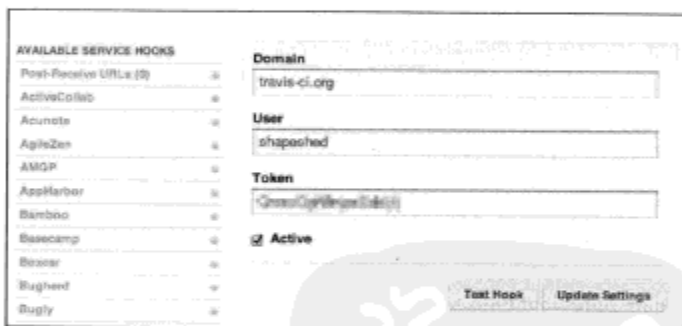 AVAILABLE SERVICE HOOKS
Post-Receive URLs (0)
ActiveCollab
Acunote
AgileZen
AMQP
AppHarbor
Bamboo
Basecamp
Boxcar
Bugherd
Bugly
Domain
travis-ci.org
User
shapeshed
Token
Active
Test Hook Update Settings